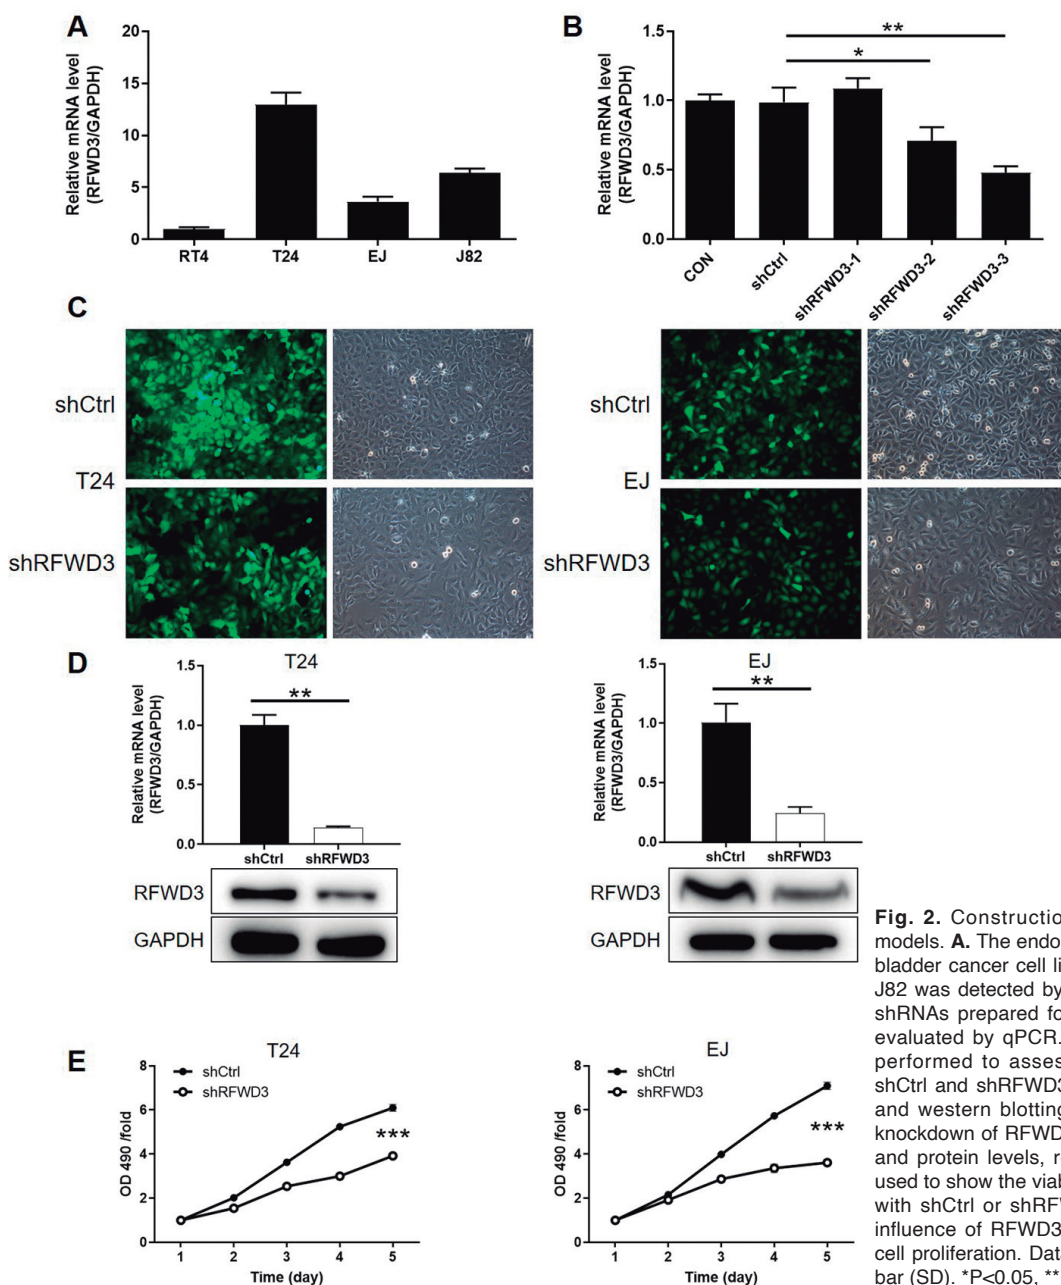 A
Relative mRNA level
(RFWD3/GAPDH)
20
15
10
5
0
RT4 T24 EJ J82
B
Relative mRNA level
(RFWD3/GAPDH)
1.5
1.0
0.5
0.0
**
*
CON shCtrl shRFWD3-1 shRFWD3-2 shRFWD3-3
C
shCtrl
T24
shRFWD3
shCtrl
EJ
shRFWD3
D
T24
Relative mRNA level
(RFWD3/GAPDH)
1.5
1.0
0.5
0.0
**
shCtrl shRFWD3
RFWD3
GAPDH
EJ
Relative mRNA level
(RFWD3/GAPDH)
1.5
1.0
0.5
0.0
**
shCtrl shRFWD3
RFWD3
GAPDH
E
T24
OD 490 /fold
8
6
4
2
0
shCtrl
shRFWD3
***
1 2 3 4 5
Time (day)
EJ
OD 490 /fold
8
6
4
2
0
shCtrl
shRFWD3
***
1 2 3 4 5
Time (day)
Fig. 2. Construction
models. A. The endo
bladder cancer cell li
J82 was detected by
shRNAs prepared fo
evaluated by qPCR.
performed to asses
shCtrl and shRFWD3
and western blotting
knockdown of RFWD
and protein levels, r
used to show the viab
with shCtrl or shRFW
influence of RFWD3
cell proliferation. Data
bar (SD). *P<0.05, **